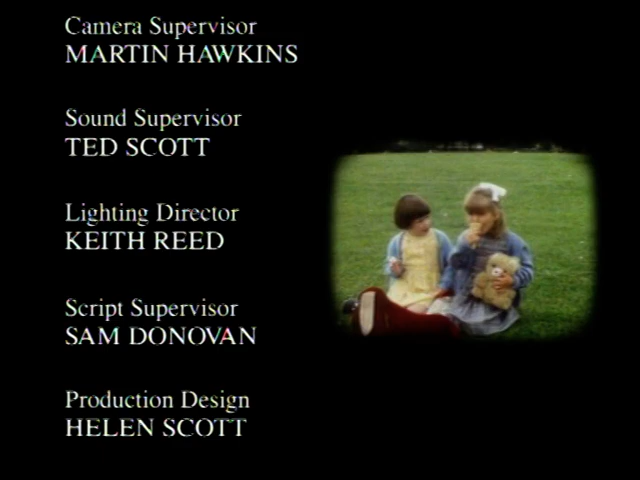 Camera Supervisor
MARTIN HAWKINS
Sound Supervisor
TED SCOTT
Lighting Director
KEITH REED
Script Supervisor
SAM DONOVAN
Production Design
HELEN SCOTT